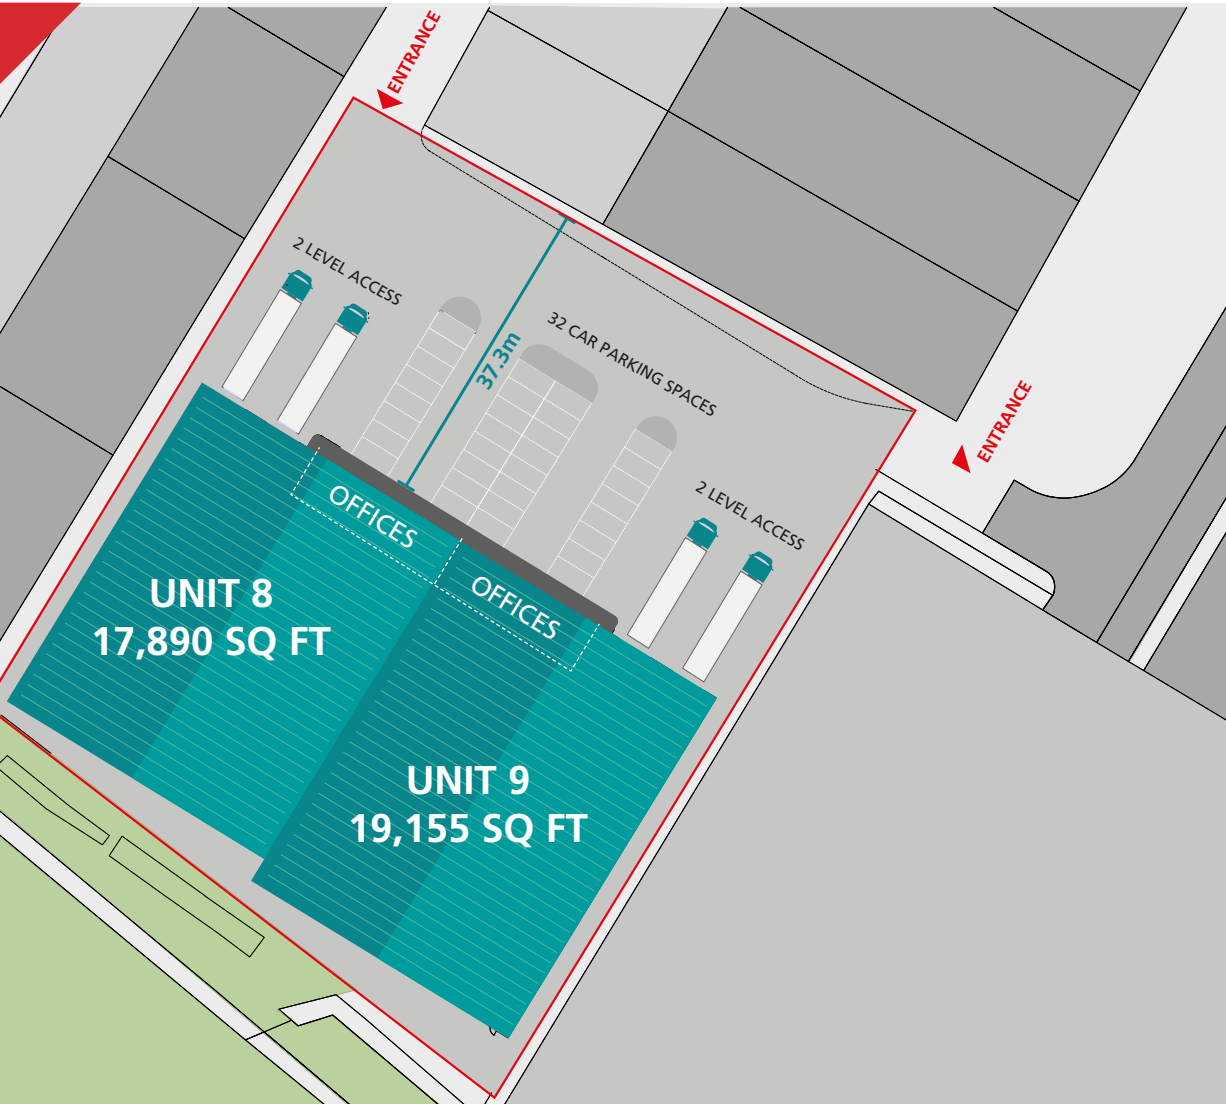 ENTRANCE
2 LEVEL ACCESS
37.3m
32 CAR PARKING SPACES
ENTRANCE
2 LEVEL ACCESS
OFFICES
OFFICES
UNIT 8
17,890 SQ FT
UNIT 9
19,155 SQ FT